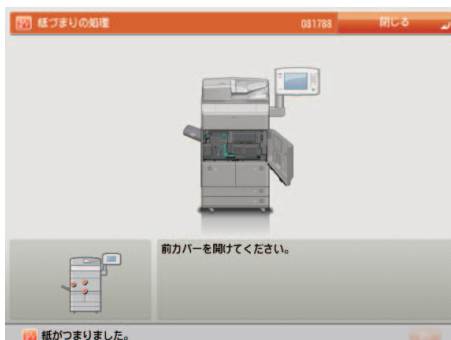 紙づまりの処理
081788
閉じる
前カバーを開けてください。
紙がつまりました。